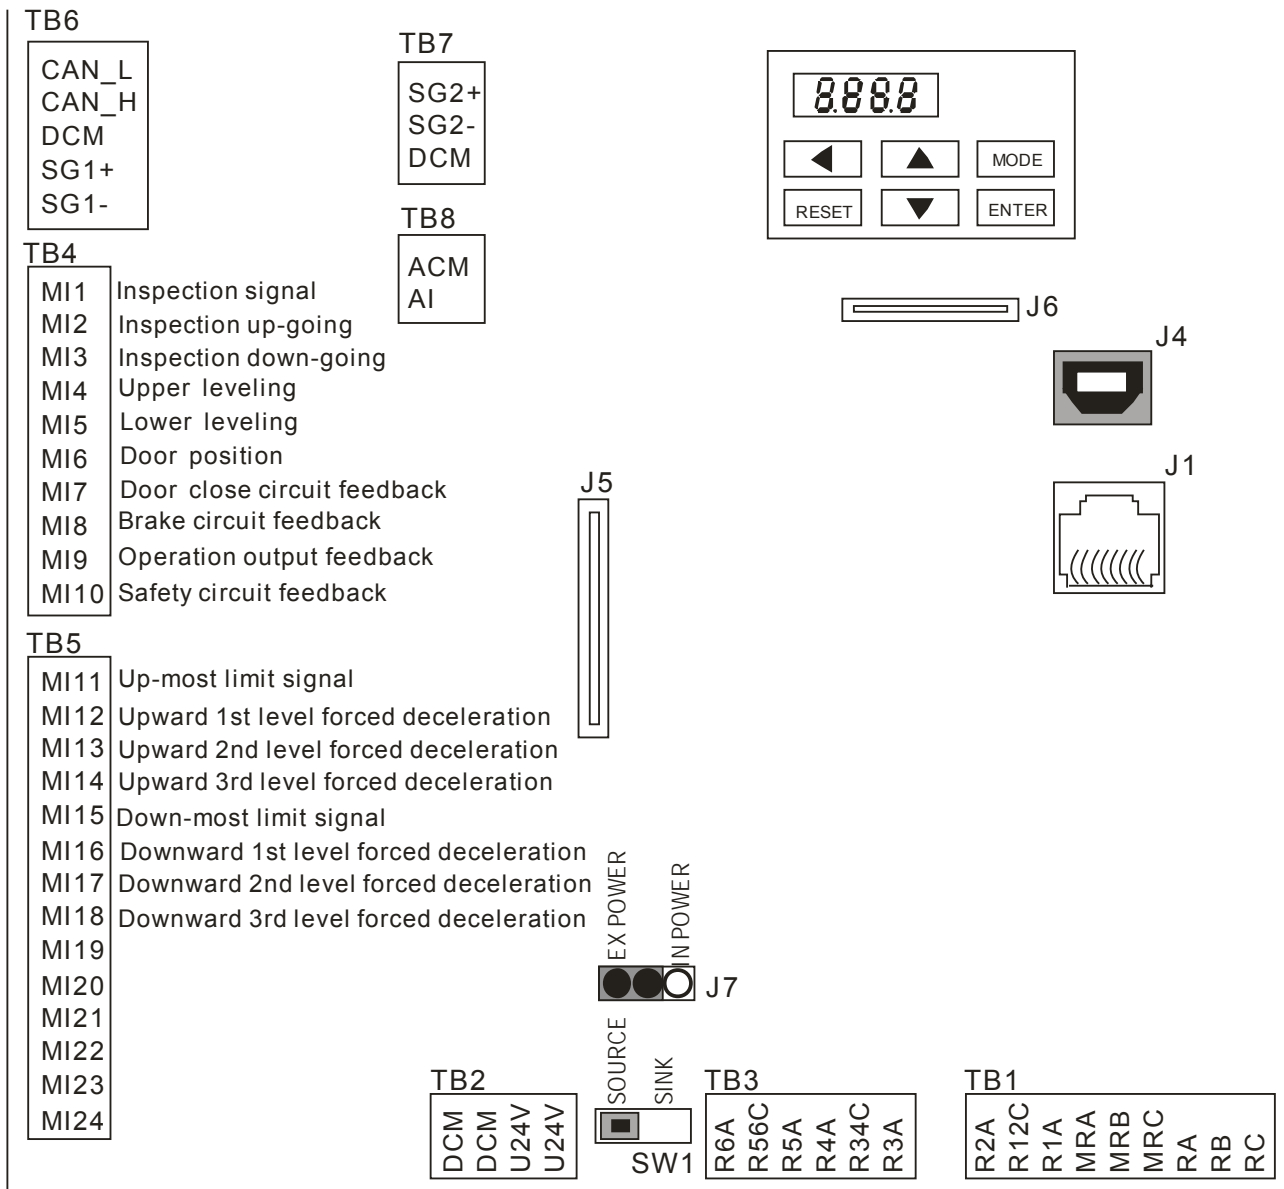 TB6
CAN_L
CAN_H
DCM
SG1+
SG1-
TB7
SG2+
SG2-
DCM
TB8
ACM
AI
8.8.8.8
MODE
RESET
ENTER
J6
J4
J1
TB4
MI1 Inspection signal
MI2 Inspection up-going
MI3 Inspection down-going
MI4 Upper leveling
MI5 Lower leveling
MI6 Door position
MI7 Door close circuit feedback
MI8 Brake circuit feedback
MI9 Operation output feedback
MI10 Safety circuit feedback
J5
TB5
MI11 Up-most limit signal
MI12 Upward 1st level forced deceleration
MI13 Upward 2nd level forced deceleration
MI14 Upward 3rd level forced deceleration
MI15 Down-most limit signal
MI16 Downward 1st level forced deceleration
MI17 Downward 2nd level forced deceleration
MI18 Downward 3rd level forced deceleration
MI19
MI20
MI21
MI22
MI23
MI24
EX POWER
IN POWER
J7
SOURCE
SINK
SW1
TB2
DCM
DCM
U24V
U24V
TB3
R6A
R56C
R5A
R4A
R34C
R3A
TB1
R2A
R12C
R1A
MRA
MRB
MRC
RA
RB
RC